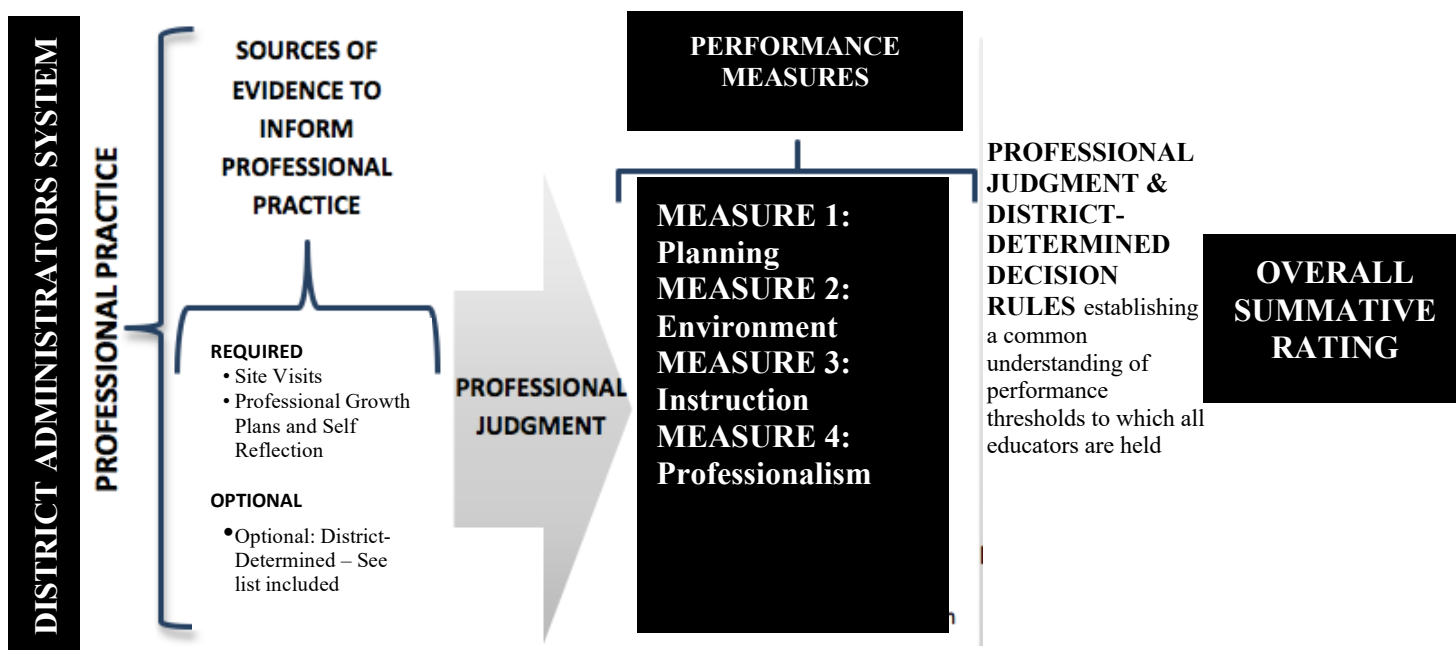 DISTRICT ADMINISTRATORS SYSTEM
PROFESSIONAL PRACTICE
SOURCES OF
EVIDENCE TO
INFORM
PROFESSIONAL
PRACTICE
REQUIRED
• Site Visits
• Professional Growth
Plans and Self
Reflection
OPTIONAL
•Optional: District-
Determined – See
list included
PROFESSIONAL
JUDGMENT
PERFORMANCE
MEASURES
MEASURE 1:
Planning
MEASURE 2:
Environment
MEASURE 3:
Instruction
MEASURE 4:
Professionalism
PROFESSIONAL
JUDGMENT &
DISTRICT-
DETERMINED
DECISION
RULES establishing
a common
understanding of
performance
thresholds to which all
educators are held
OVERALL
SUMMATIVE
RATING